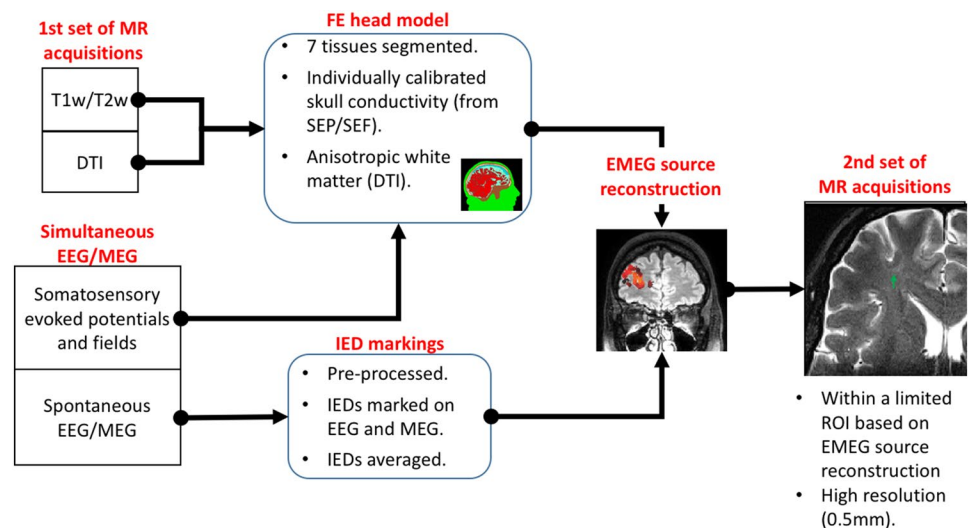 1st set of MR
acquisitions
T1w/T2w
DTI
FE head model
• 7 tissues segmented.
• Individually calibrated
skull conductivity (from
SEP/SEF).
• Anisotropic white
matter (DTI).
Simultaneous
EEG/MEG
Somatosensory
evoked potentials
and fields
Spontaneous
EEG/MEG
IED markings
• Pre-processed.
• IEDs marked on
EEG and MEG.
• IEDs averaged.
EMEG source
reconstruction
2nd set of
MR acquisitions
• Within a limited
ROI based on
EMEG source
reconstruction
• High resolution
(0.5mm).